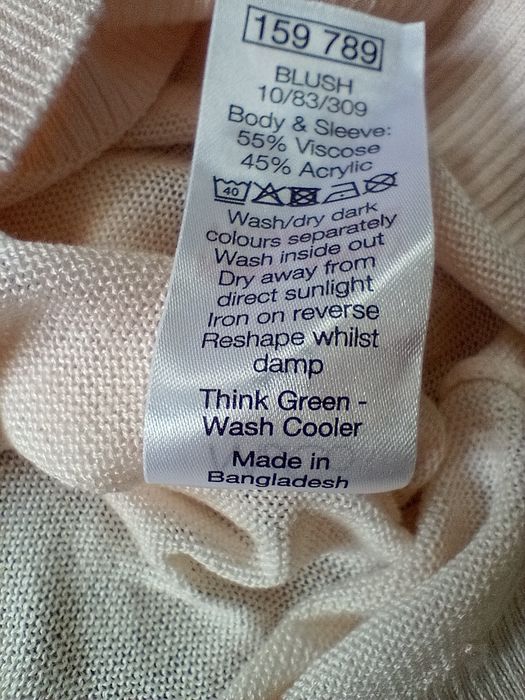 159 789
BLUSH
10/83/309
Body & Sleeve:
55% Viscose
45% Acrylic
40
Wash/dry dark
colours separately
Wash inside out
Dry away from
direct sunlight
Iron on reverse
Reshape whilst
damp
Think Green -
Wash Cooler
Made in
Bangladesh